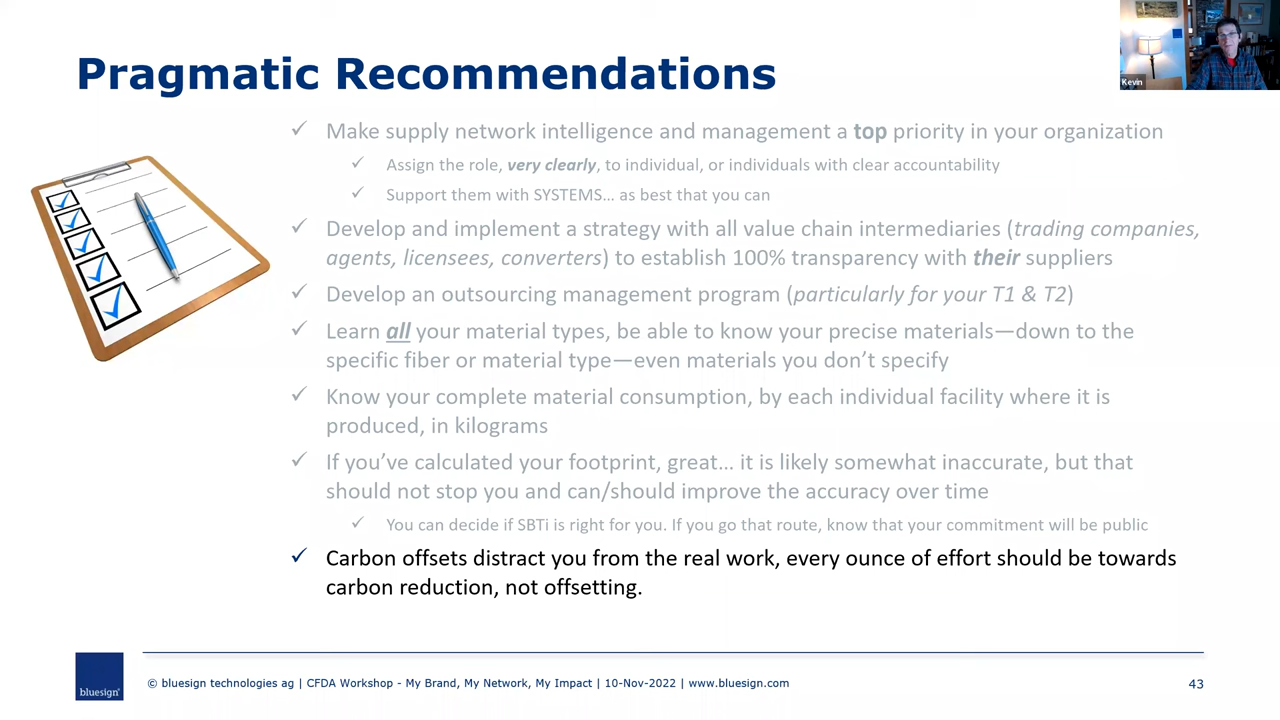 Pragmatic Recommendations
Kevin
✓ Make supply network intelligence and management a top priority in your organization
✓ Assign the role, very clearly, to individual, or individuals with clear accountability
✓ Support them with SYSTEMS… as best that you can
✓ Develop and implement a strategy with all value chain intermediaries (trading companies,
agents, licensees, converters) to establish 100% transparency with their suppliers
✓ Develop an outsourcing management program (particularly for your T1 & T2)
✓ Learn all your material types, be able to know your precise materials—down to the
specific fiber or material type—even materials you don’t specify
✓ Know your complete material consumption, by each individual facility where it is
produced, in kilograms
✓ If you’ve calculated your footprint, great… it is likely somewhat inaccurate, but that
should not stop you and can/should improve the accuracy over time
✓ You can decide if SBTi is right for you. If you go that route, know that your commitment will be public
✓ Carbon offsets distract you from the real work, every ounce of effort should be towards
carbon reduction, not offsetting.
bluesign®
© bluesign technologies ag | CFDA Workshop - My Brand, My Network, My Impact | 10-Nov-2022 | www.bluesign.com
43